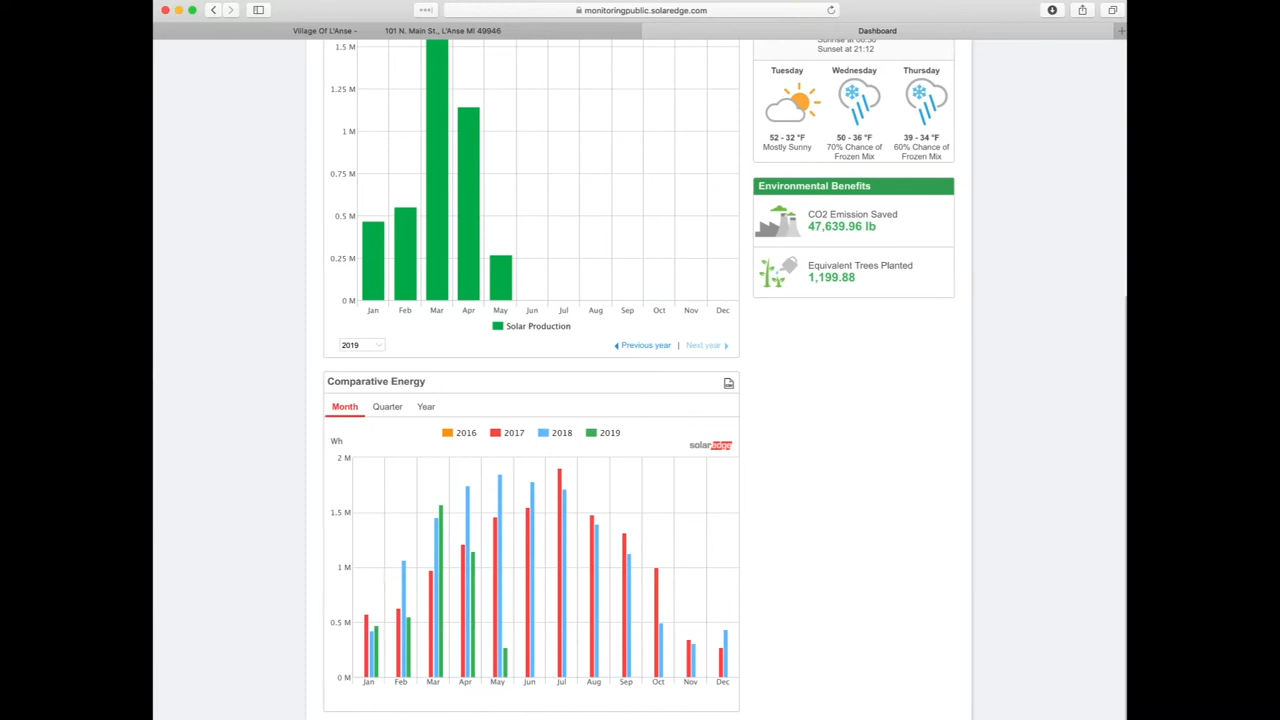 monitoringpublic.solaredge.com
Village Of L'Anse - 101 N. Main St., L'Anse MI 49946
Dashboard
Sunset at 21:12
Tuesday Wednesday Thursday
52 - 32 °F 50 - 36 °F 39 - 34 °F
Mostly Sunny 70% Chance of 60% Chance of
Frozen Mix Frozen Mix
Environmental Benefits
CO2 Emission Saved
47,639.96 lb
Equivalent Trees Planted
1,199.88
1.5 M
1.25 M
1 M
0.75 M
0.5 M
0.25 M
0 M
Jan Feb Mar Apr May Jun Jul Aug Sep Oct Nov Dec
Solar Production
2019 Previous year | Next year
Comparative Energy
Month Quarter Year
2016 2017 2018 2019
Wh
solaredge
2 M
1.5 M
1 M
0.5 M
0 M
Jan Feb Mar Apr May Jun Jul Aug Sep Oct Nov Dec